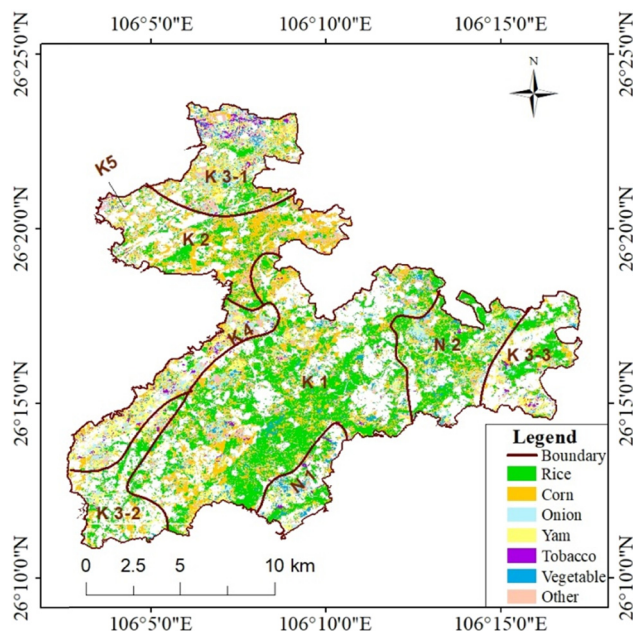 106°5'0"E 106°10'0"E 106°15'0"E
26°25'0"N 26°25'0"N
N
K5
K 3-1
26°20'0"N 26°20'0"N
K 2
K 4
N 2
K 3-3
K 1
26°15'0"N 26°15'0"N
N 1
K 3-2
Legend
Boundary
Rice
Corn
Onion
Yam
Tobacco
Vegetable
Other
0 2.5 5 10 km
26°10'0"N 26°10'0"N
106°5'0"E 106°10'0"E 106°15'0"E